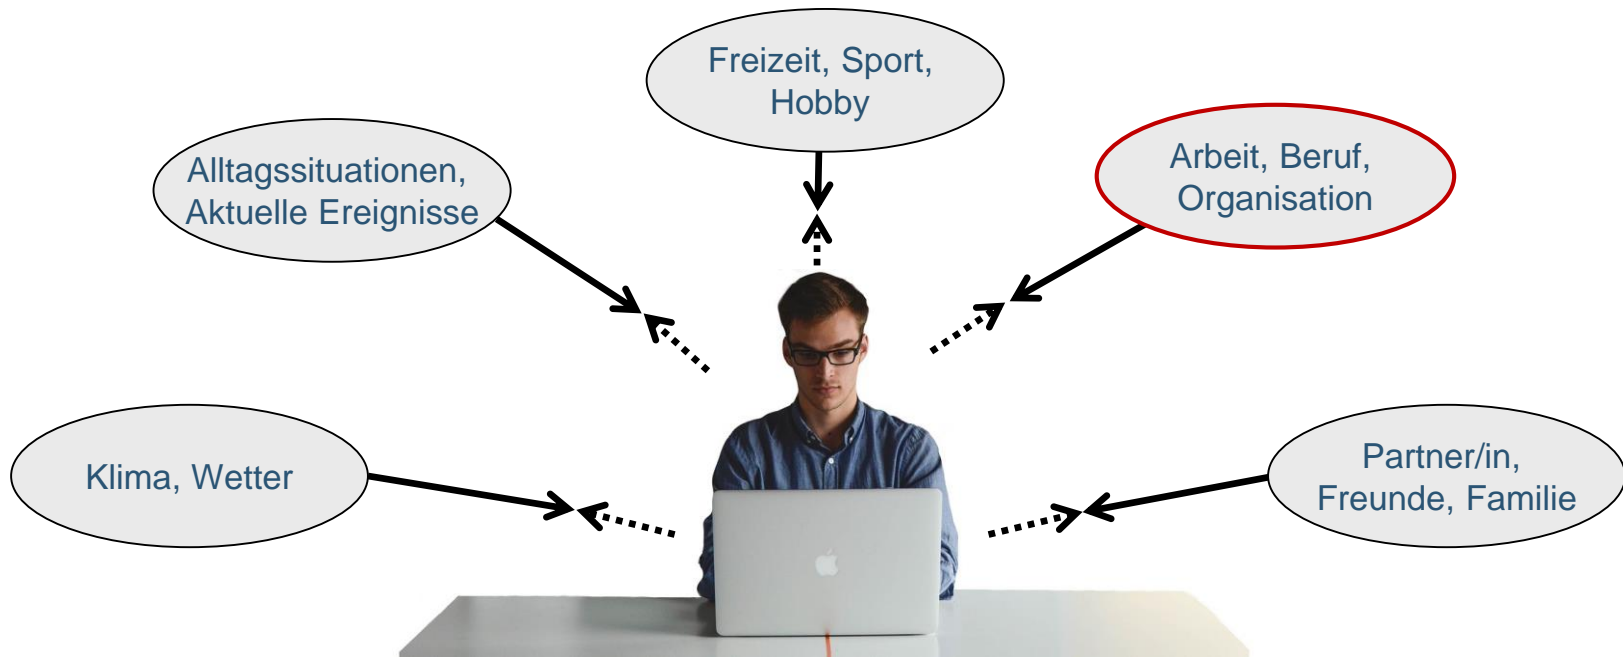 Freizeit, Sport,
Hobby
Alltagssituationen,
Aktuelle Ereignisse
Arbeit, Beruf,
Organisation
Klima, Wetter
Partner/in,
Freunde, Familie